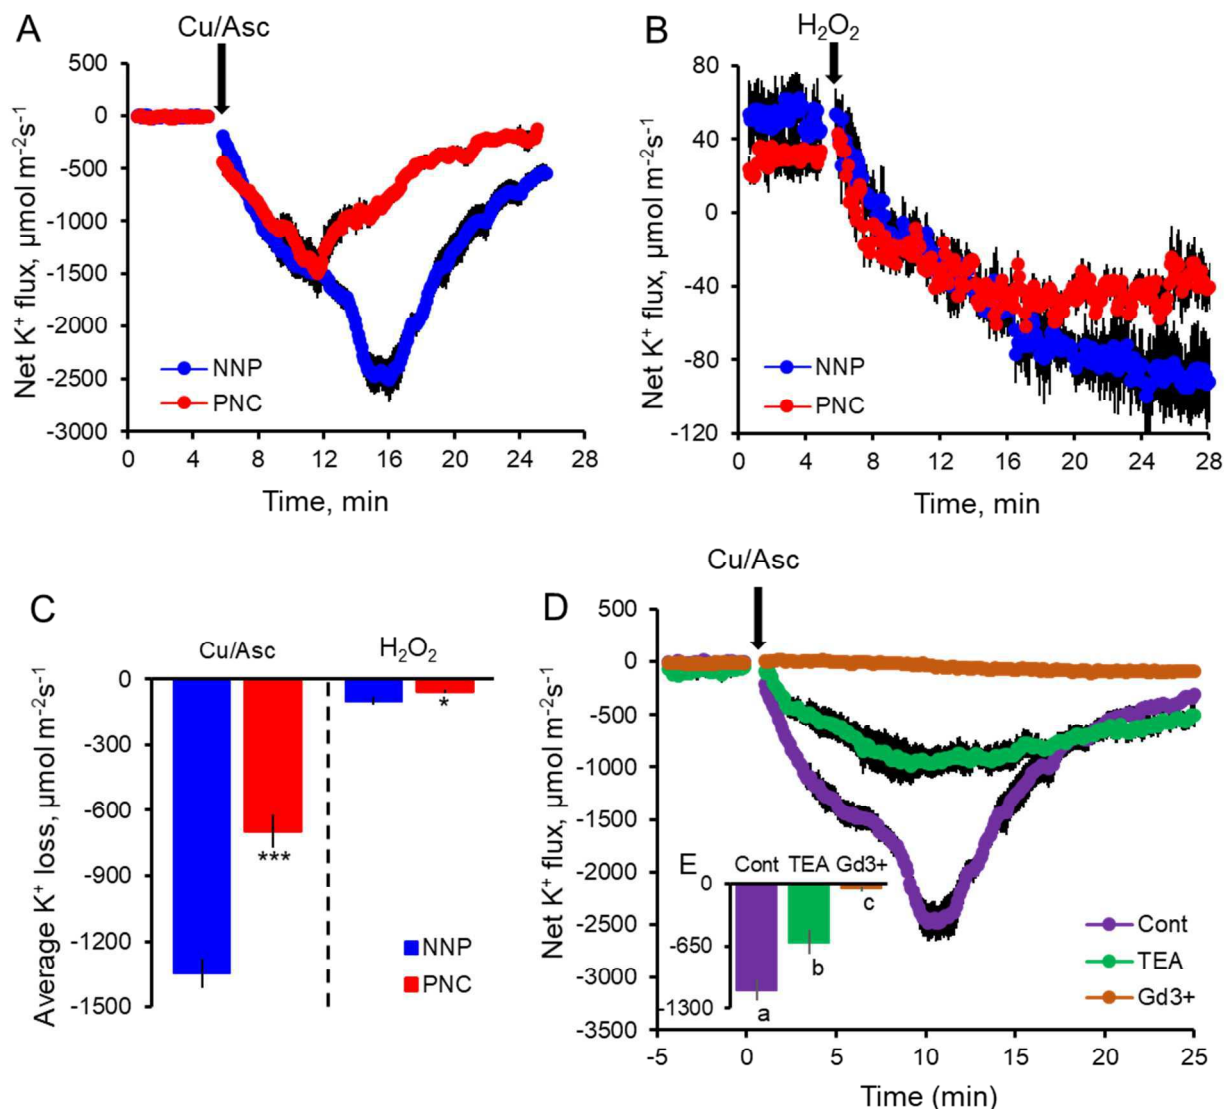 A
Cu/Asc
Net K⁺ flux, µmol m⁻²s⁻¹
500
0
-500
-1000
-1500
-2000
-2500
-3000
NNP
PNC
0 4 8 12 16 20 24 28
Time, min
B
H₂O₂
Net K⁺ flux, µmol m⁻²s⁻¹
80
40
0
-40
-80
-120
NNP
PNC
0 4 8 12 16 20 24 28
Time, min
C
Cu/Asc
H₂O₂
Average K⁺ loss, µmol m⁻²s⁻¹
0
-300
-600
-900
-1200
-1500
***
*
NNP
PNC
D
Cu/Asc
Net K⁺ flux, µmol m⁻²s⁻¹
500
0
-500
-1000
-1500
-2000
-2500
-3000
-3500
E
Cont TEA Gd3+
0
-650
-1300
a
b
c
Cont
TEA
Gd3+
-5 0 5 10 15 20 25
Time (min)